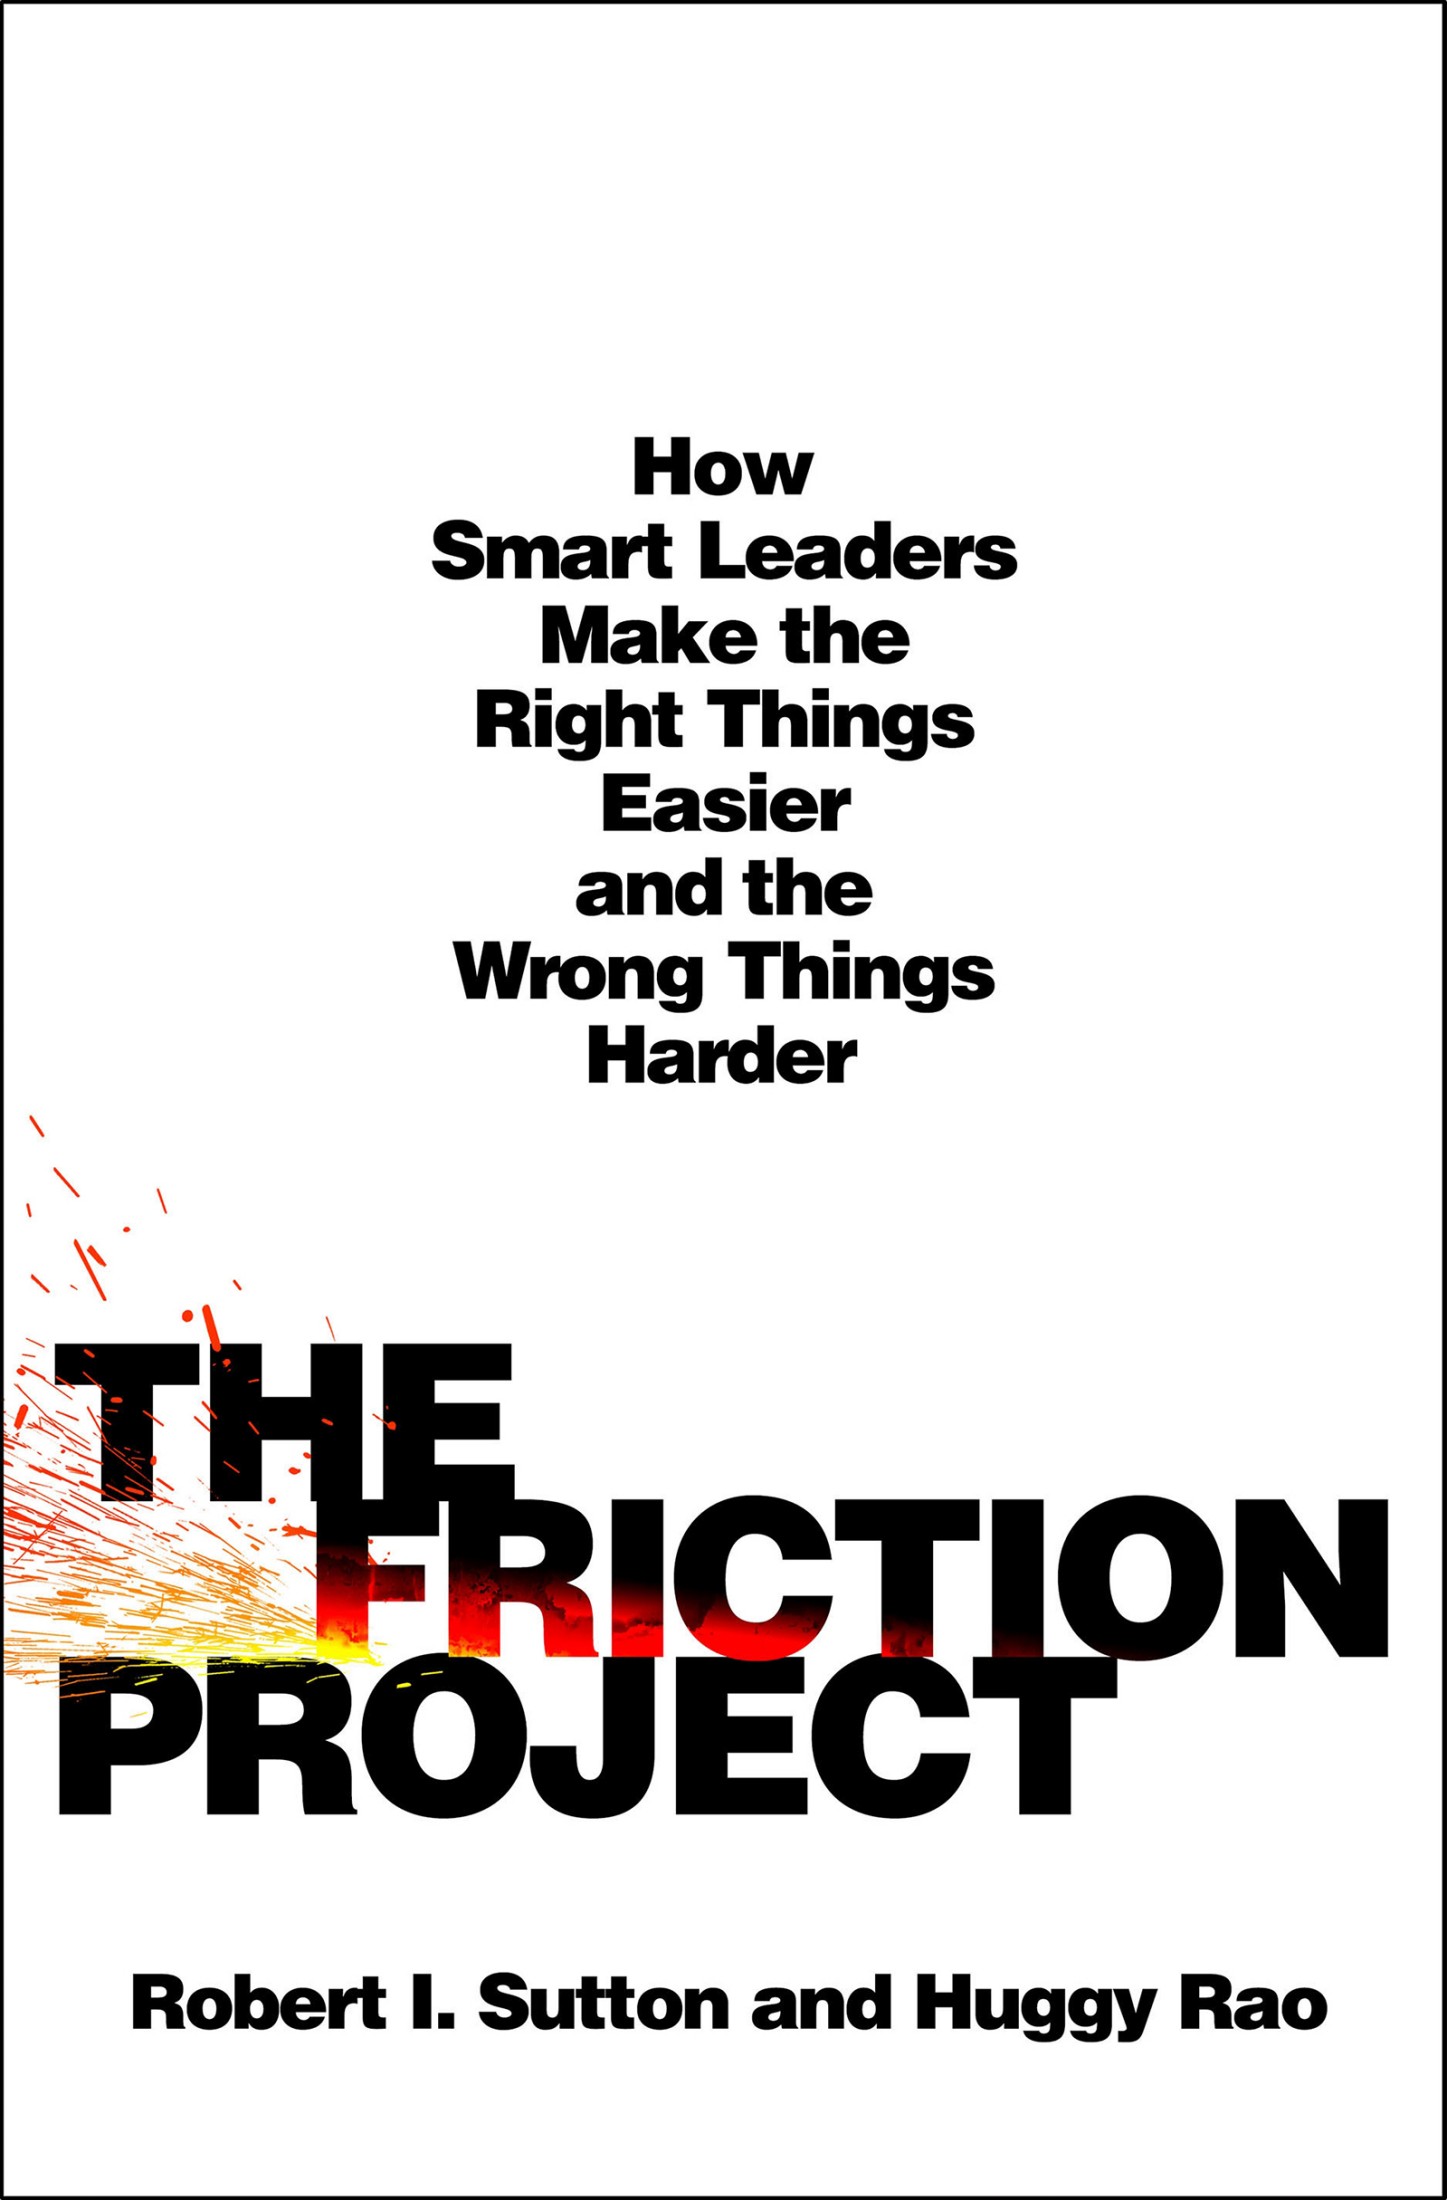 How
Smart Leaders
Make the
Right Things
Easier
and the
Wrong Things
Harder
THE
FRICTION
PROJECT
Robert I. Sutton and Huggy Rao